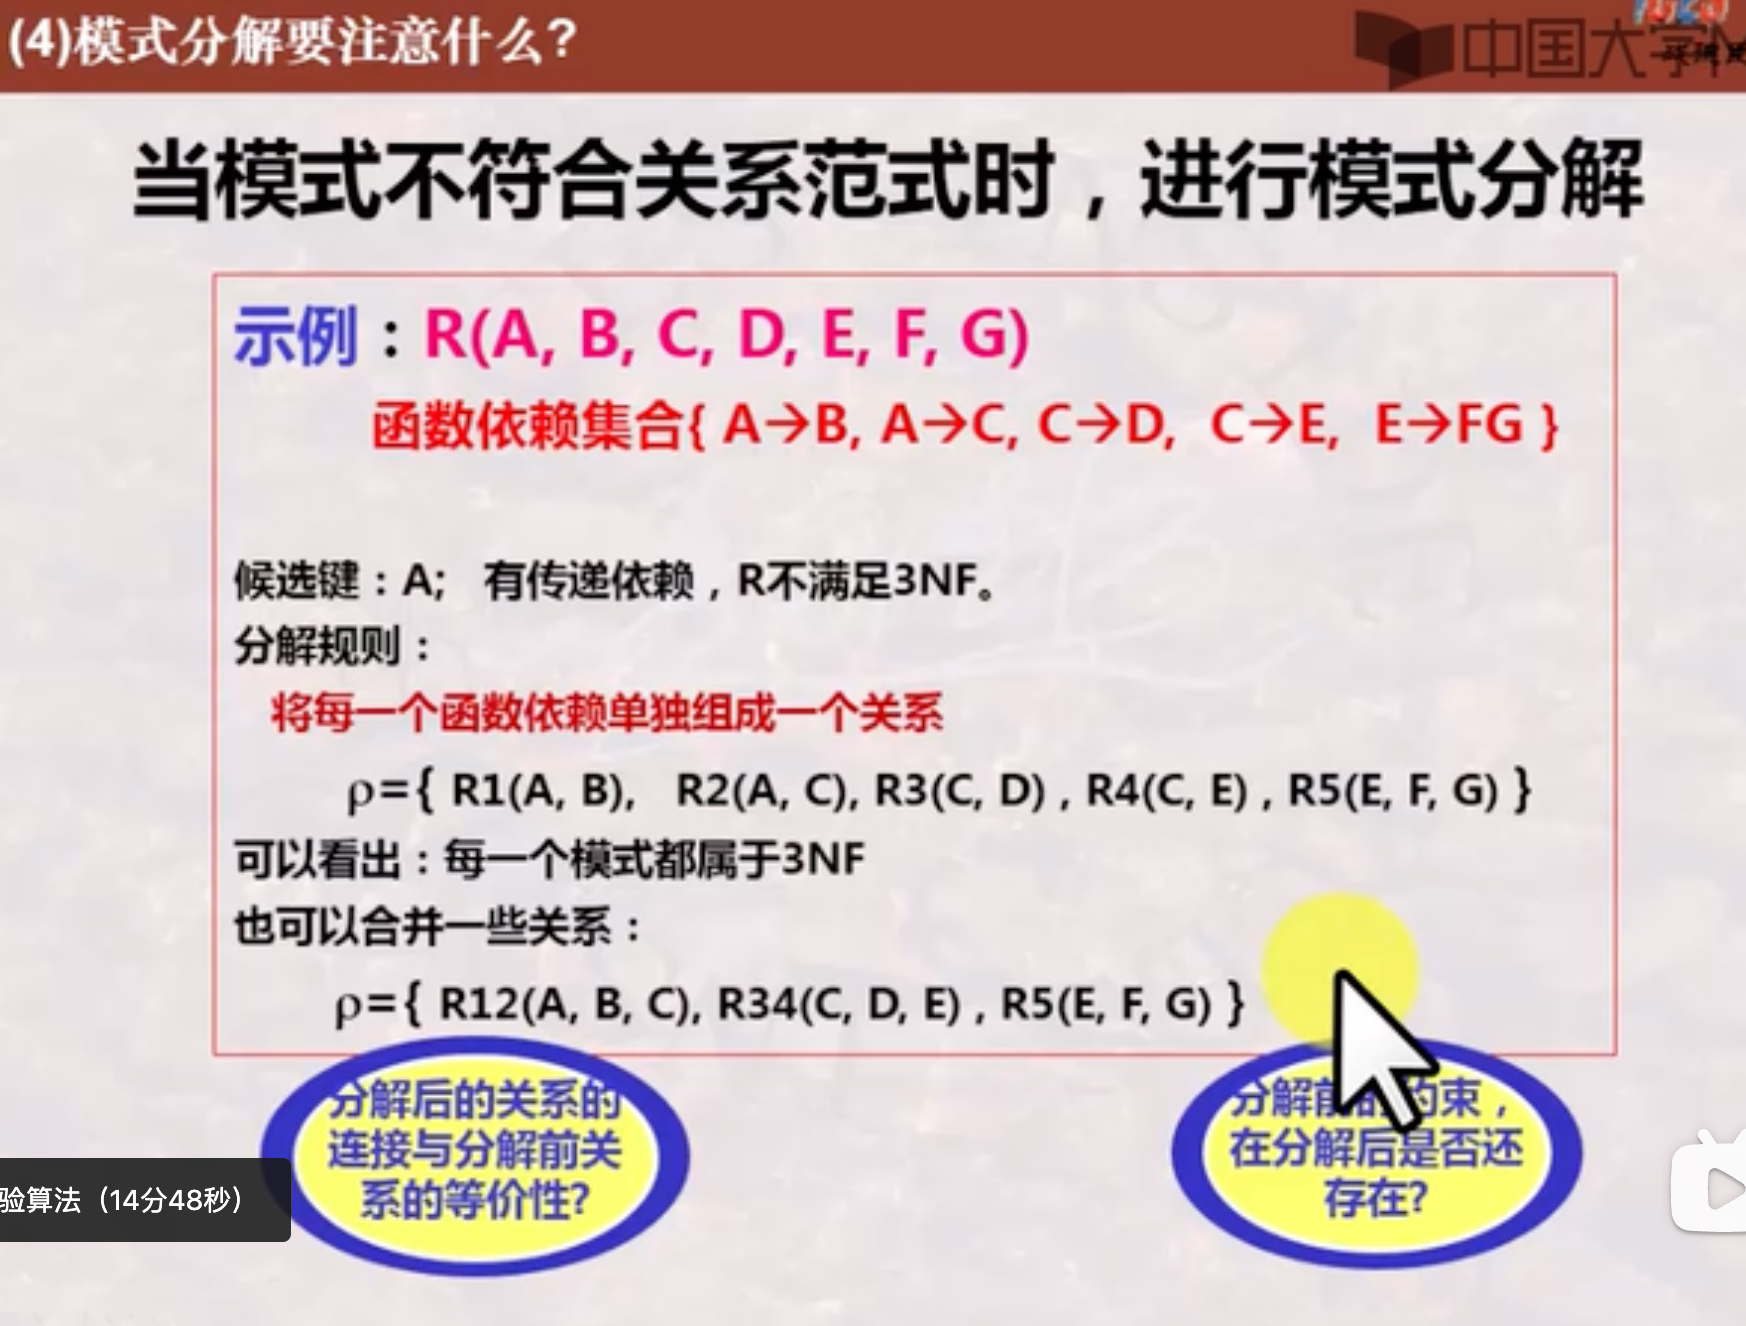 (4)模式分解要注意什么?
中国大学
当模式不符合关系范式时，进行模式分解
示例：R(A, B, C, D, E, F, G)
函数依赖集合{ A→B, A→C, C→D, C→E, E→FG }
候选键：A; 有传递依赖，R不满足3NF。
分解规则：
将每一个函数依赖单独组成一个关系
ρ={ R1(A, B), R2(A, C), R3(C, D) , R4(C, E) , R5(E, F, G) }
可以看出：每一个模式都属于3NF
也可以合并一些关系：
ρ={ R12(A, B, C), R34(C, D, E) , R5(E, F, G) }
分解后的关系的
连接与分解前关
系的等价性?
分解前的约束，
在分解后是否还
存在?
验算法（14分48秒）